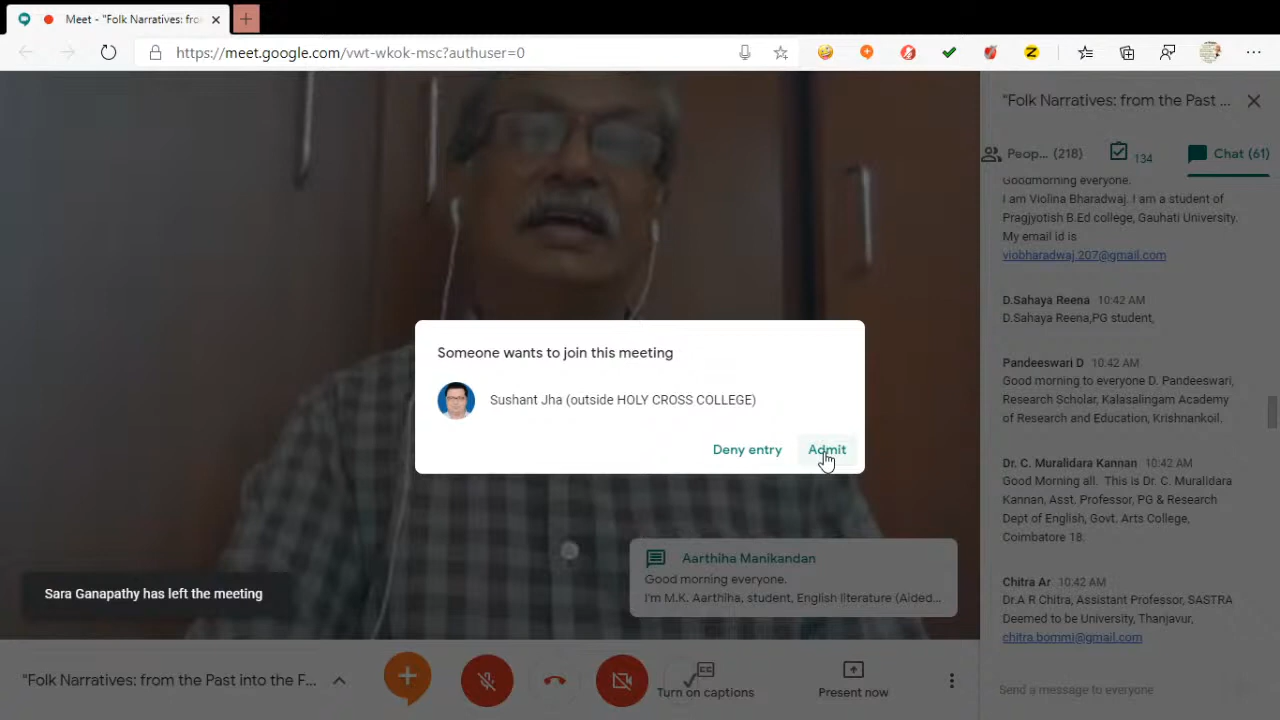 Meet - "Folk Narratives: fro
https://meet.google.com/vwt-wkok-msc?authuser=0
"Folk Narratives: from the Past ...
Peop... (218)
134
Chat (61)
Goodmorning everyone.
I am Violina Bharadwaj. I am a student of
Pragjyotish B.Ed college, Gauhati University.
My email id is
viobharadwaj.207@gmail.com
D.Sahaya Reena 10:42 AM
D.Sahaya Reena,PG student,
Pandeeswari D 10:42 AM
Good morning to everyone D. Pandeeswari,
Research Scholar, Kalasalingam Academy
of Research and Education, Krishnankoil.
Dr. C. Muralidara Kannan 10:42 AM
Good Morning all. This is Dr. C. Muralidara
Kannan, Asst. Professor, PG & Research
Dept of English, Govt. Arts College,
Coimbatore 18.
Chitra Ar 10:42 AM
Dr.A R Chitra, Assistant Professor, SASTRA
Deemed to be University, Thanjavur,
chitra.bommi@gmail.com
Send a message to everyone
Someone wants to join this meeting
Sushant Jha (outside HOLY CROSS COLLEGE)
Deny entry
Admit
Aarthiha Manikandan
Good morning everyone.
I'm M.K. Aarthiha, student, English literature (Aided...
Sara Ganapathy has left the meeting
"Folk Narratives: from the Past into the F...
Turn on captions
Present now